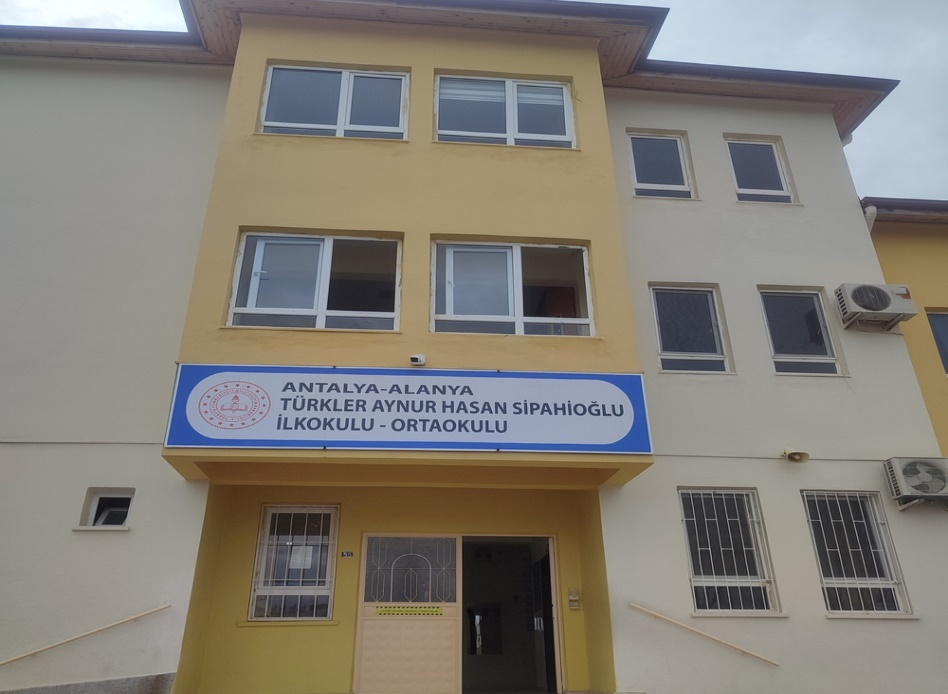 ANTALYA-ALANYA
TÜRKLER AYNUR HASAN SİPAHİOĞLU
İLKOKULU - ORTAOKULU